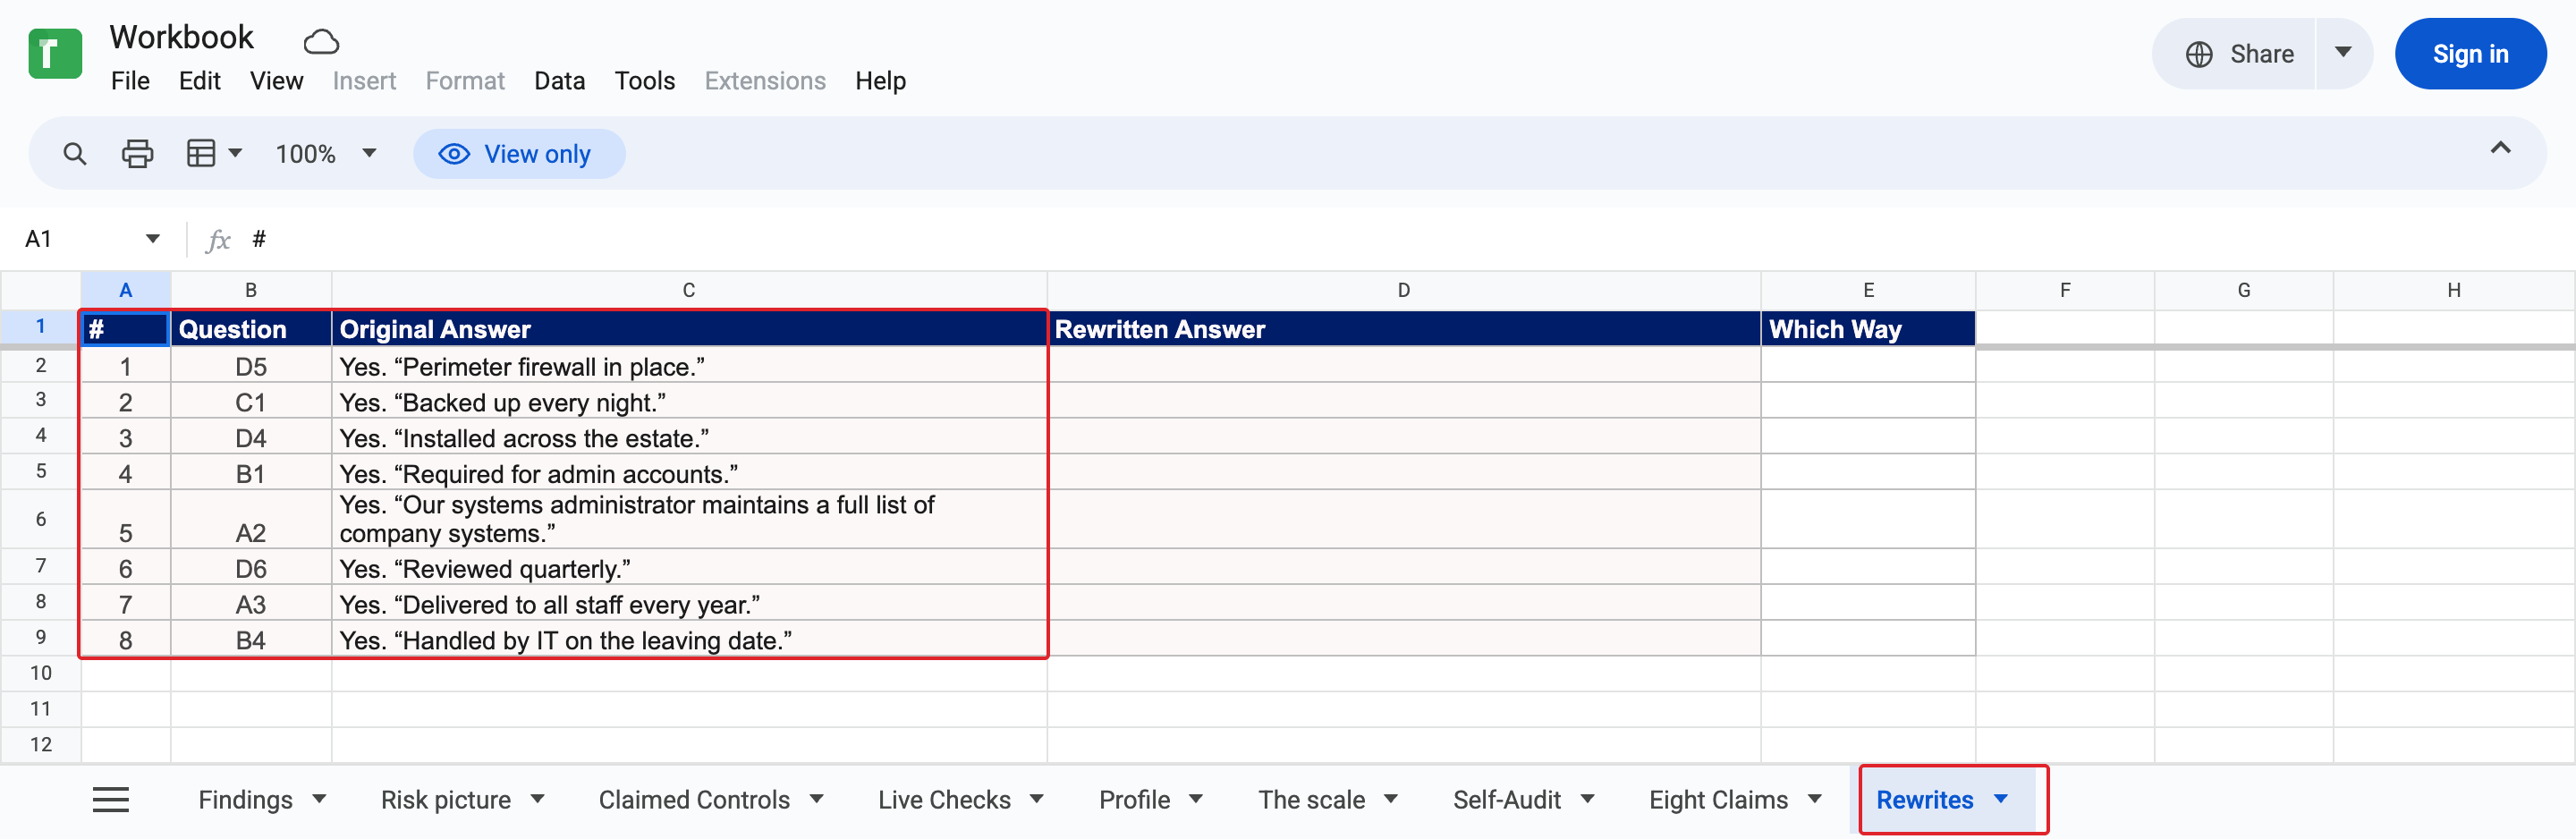 Workbook
File Edit View Insert Format Data Tools Extensions Help
Share
Sign in
100%
View only
A1 fx #
A B C D E F G H
1 # Question Original Answer Rewritten Answer Which Way
2 1 D5 Yes. “Perimeter firewall in place.”
3 2 C1 Yes. “Backed up every night.”
4 3 D4 Yes. “Installed across the estate.”
5 4 B1 Yes. “Required for admin accounts.”
6 5 A2 Yes. “Our systems administrator maintains a full list of
company systems.”
7 6 D6 Yes. “Reviewed quarterly.”
8 7 A3 Yes. “Delivered to all staff every year.”
9 8 B4 Yes. “Handled by IT on the leaving date.”
10
11
12
Findings Risk picture Claimed Controls Live Checks Profile The scale Self-Audit Eight Claims Rewrites